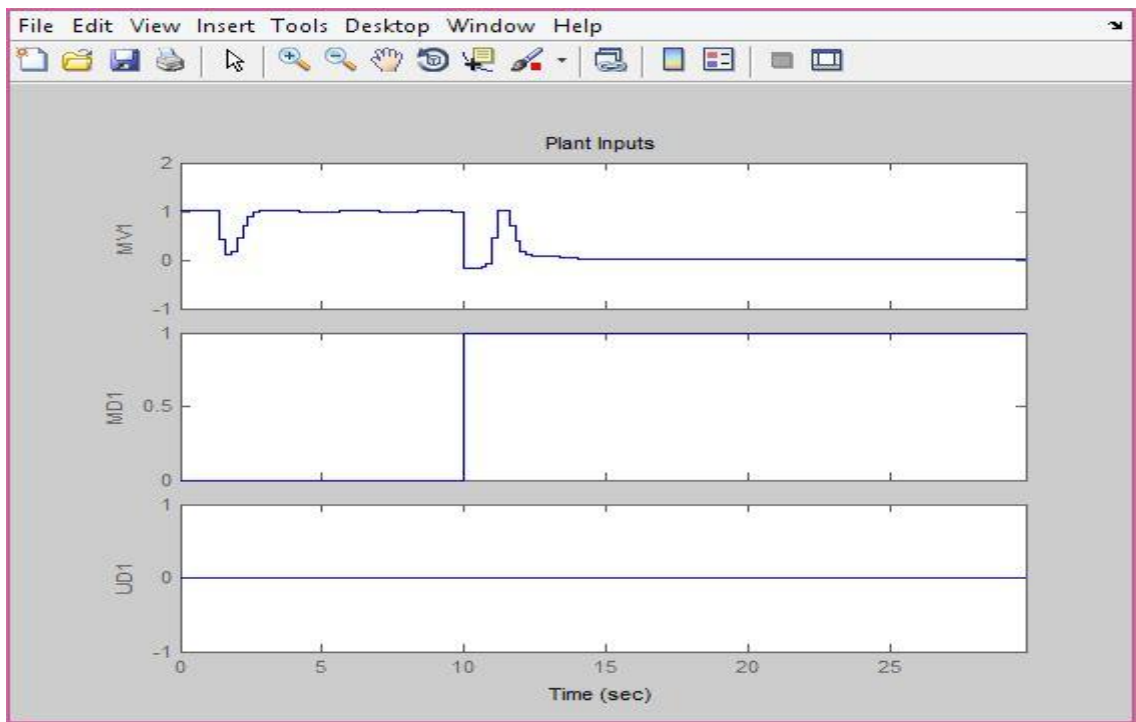 File Edit View Insert Tools Desktop Window Help
Plant Inputs
2
1
0
-1
MV1
1
0.5
0
MD1
1
0
-1
UD1
0 5 10 15 20 25
Time (sec)